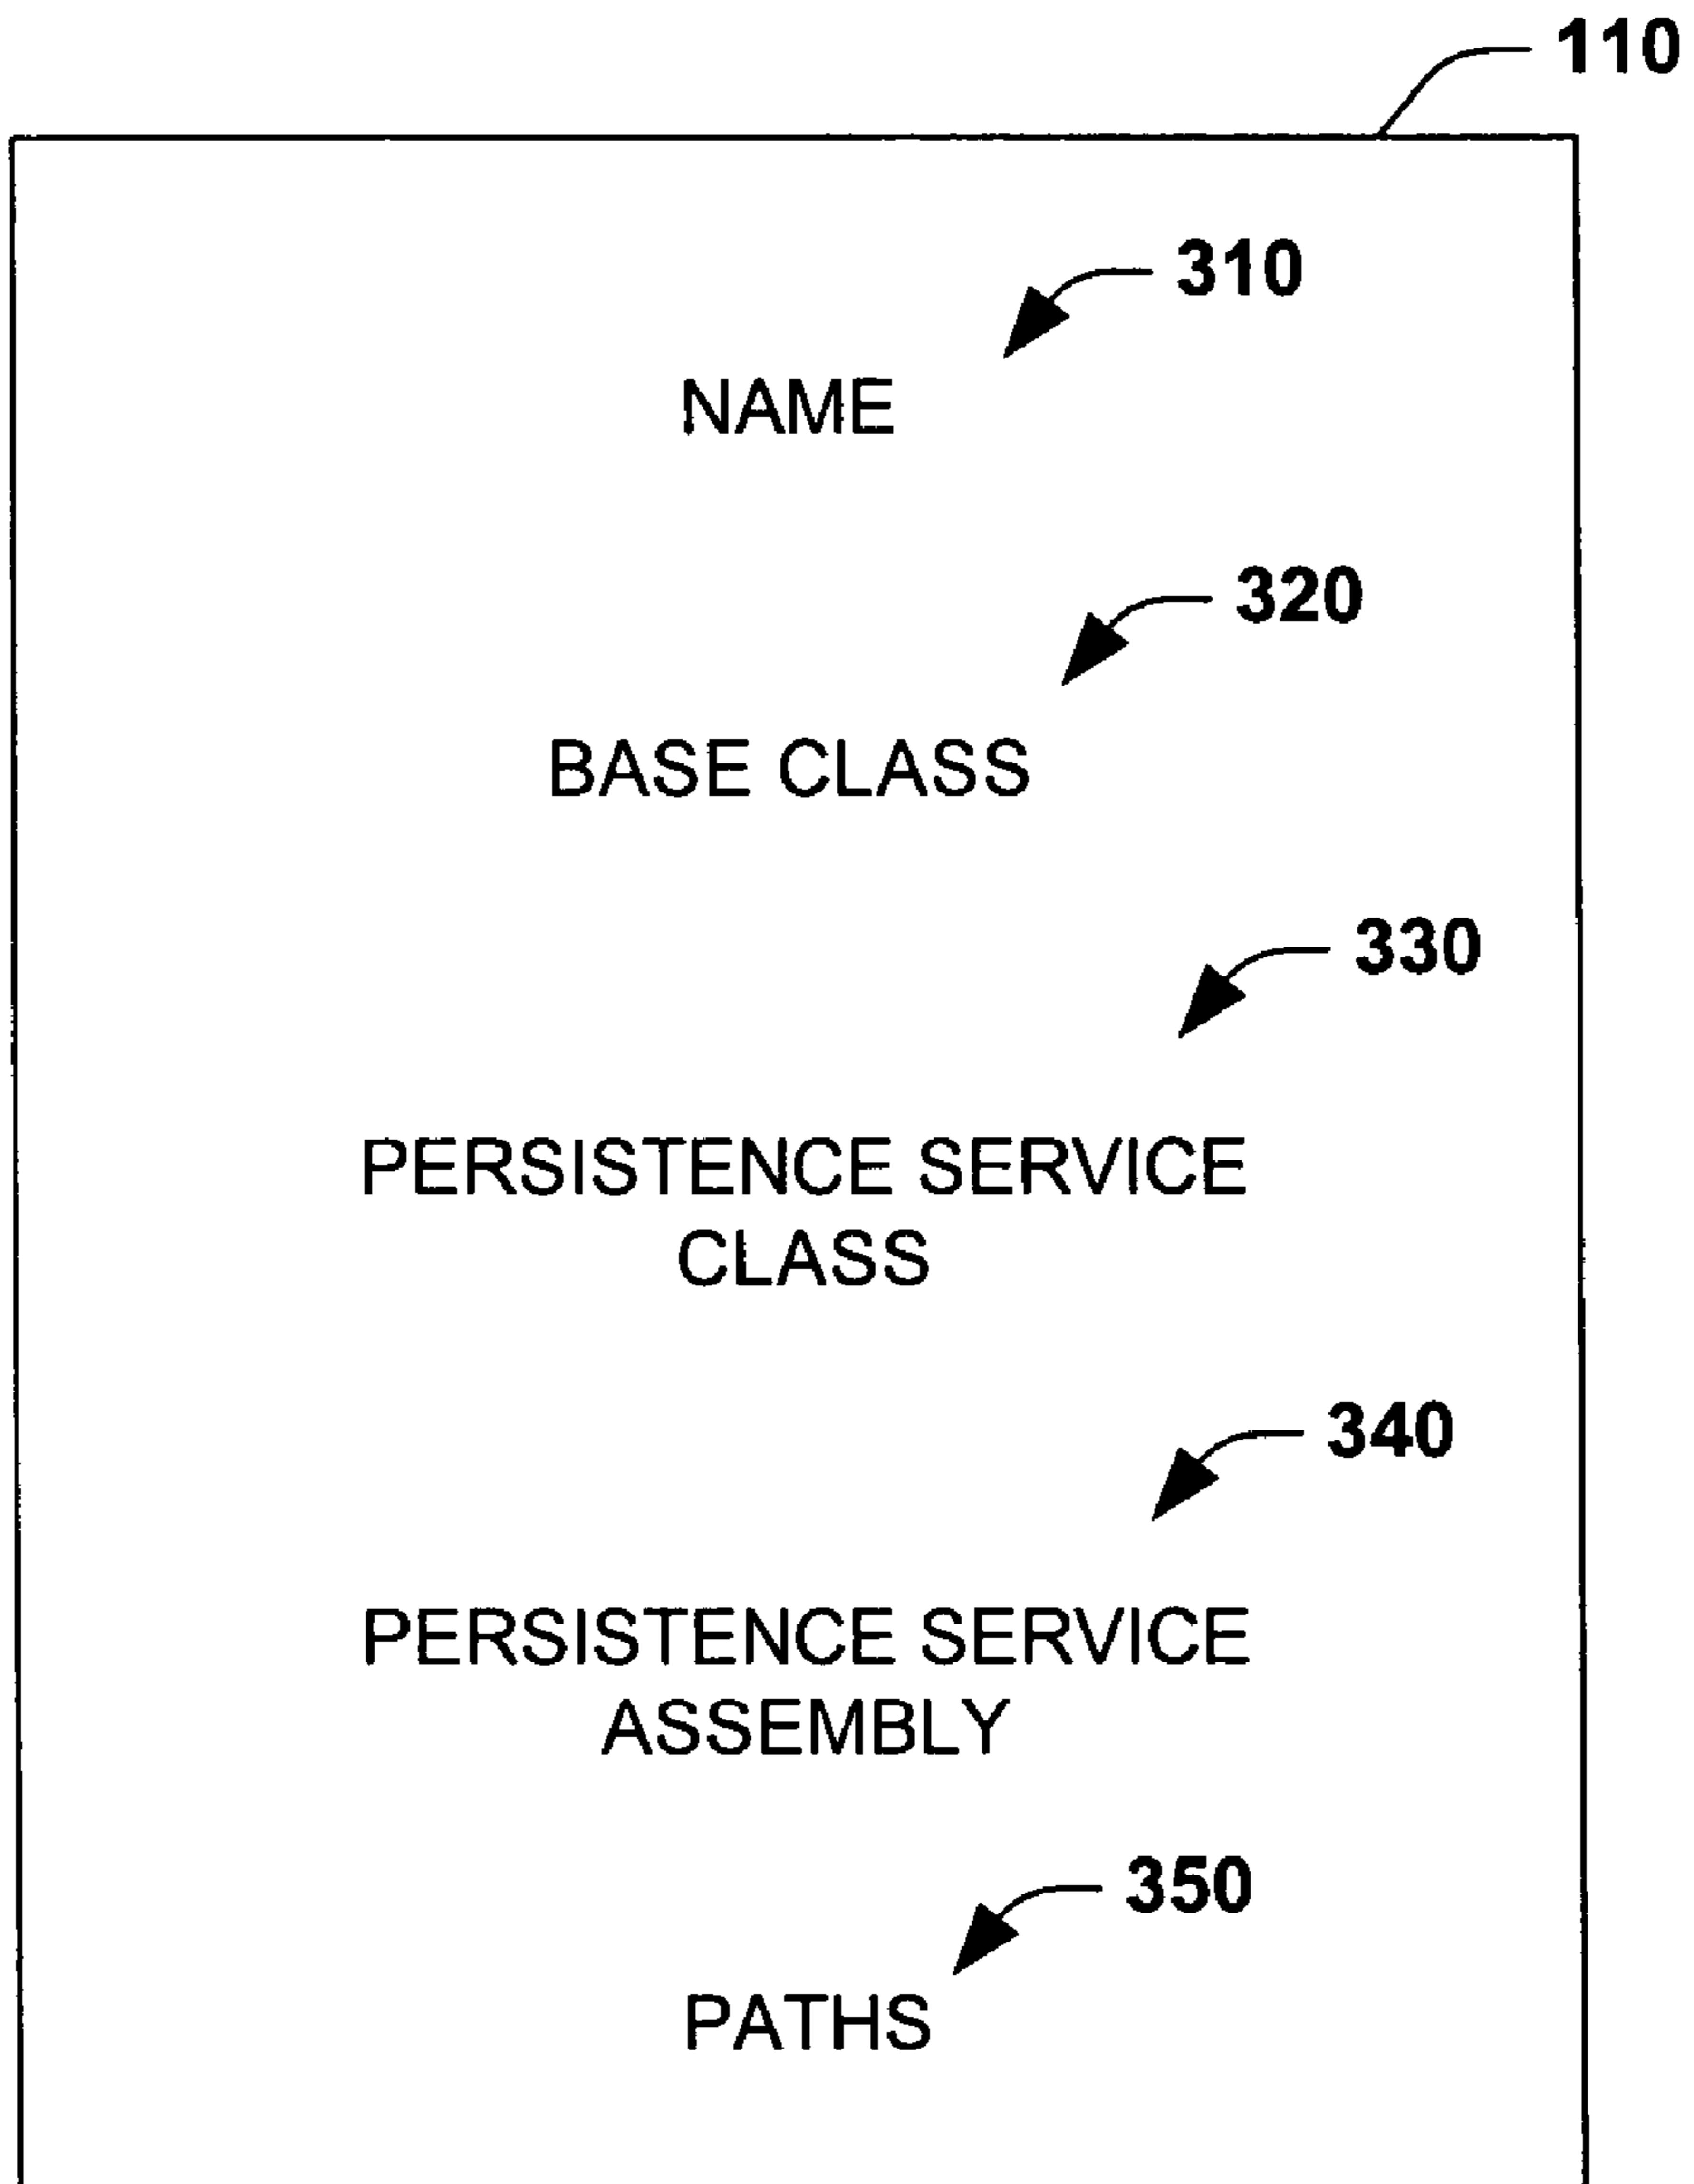 110
310
NAME
320
BASE CLASS
330
PERSISTENCE SERVICE
CLASS
340
PERSISTENCE SERVICE
ASSEMBLY
350
PATHS